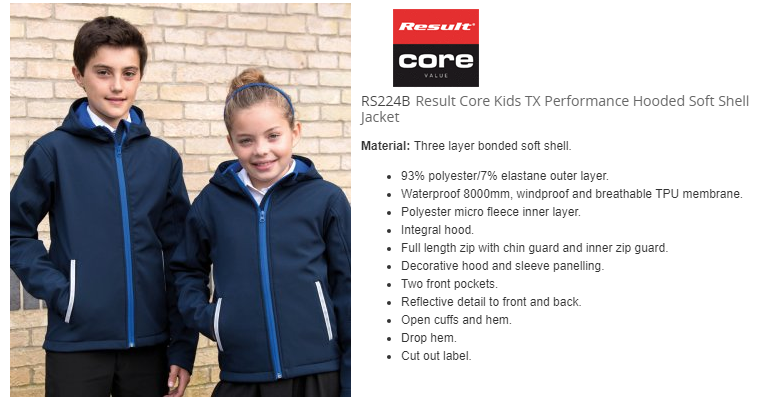 Result
core
VALUE
RS224B Result Core Kids TX Performance Hooded Soft Shell
Jacket
Material: Three layer bonded soft shell.
• 93% polyester/7% elastane outer layer.
• Waterproof 8000mm, windproof and breathable TPU membrane.
• Polyester micro fleece inner layer.
• Integral hood.
• Full length zip with chin guard and inner zip guard.
• Decorative hood and sleeve panelling.
• Two front pockets.
• Reflective detail to front and back.
• Open cuffs and hem.
• Drop hem.
• Cut out label.